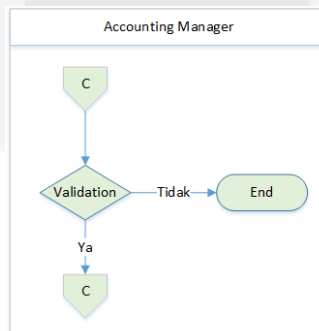 Accounting Manager
C
Validation
Tidak
End
Ya
C